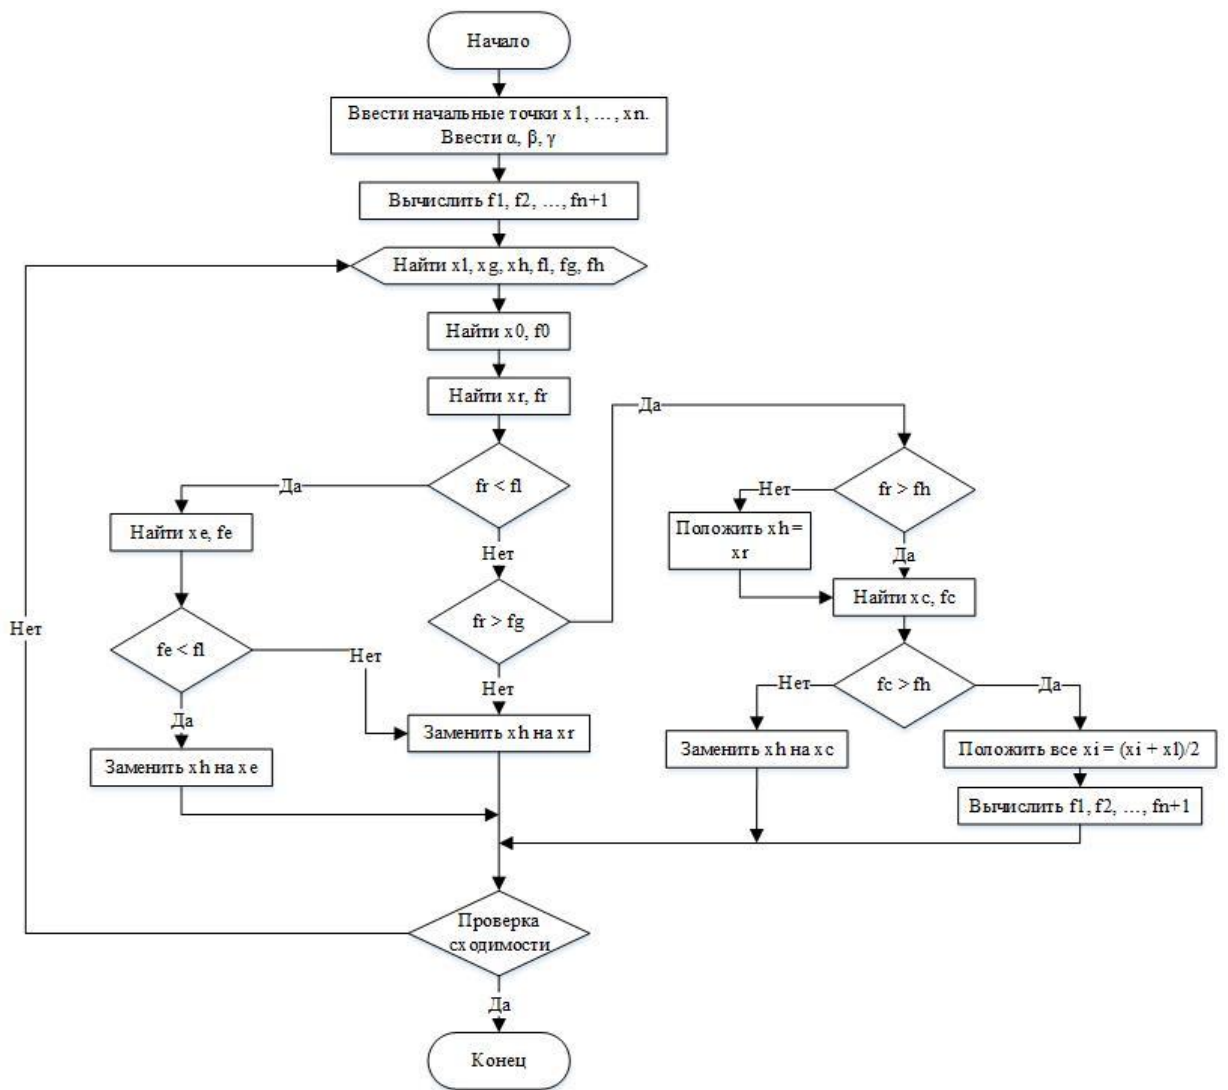 Начало
Ввести начальные точки x1, …, xn.
Ввести α, β, γ
Вычислить f1, f2, …, fn+1
Найти xl, xg, xh, fl, fg, fh
Найти x0, f0
Найти xr, fr
Да
fr < fl
Да
fr > fh
Нет
Найти xe, fe
Нет
Положить xh =
xr
Да
Найти xc, fc
fr > fg
Нет
fe < fl
Нет
fc > fh
Нет
Да
Нет
Да
Заменить xh на xr
Заменить xh на xe
Заменить xh на xc
Положить все xi = (xi + xl)/2
Вычислить f1, f2, …, fn+1
Проверка
сходимости
Да
Конец